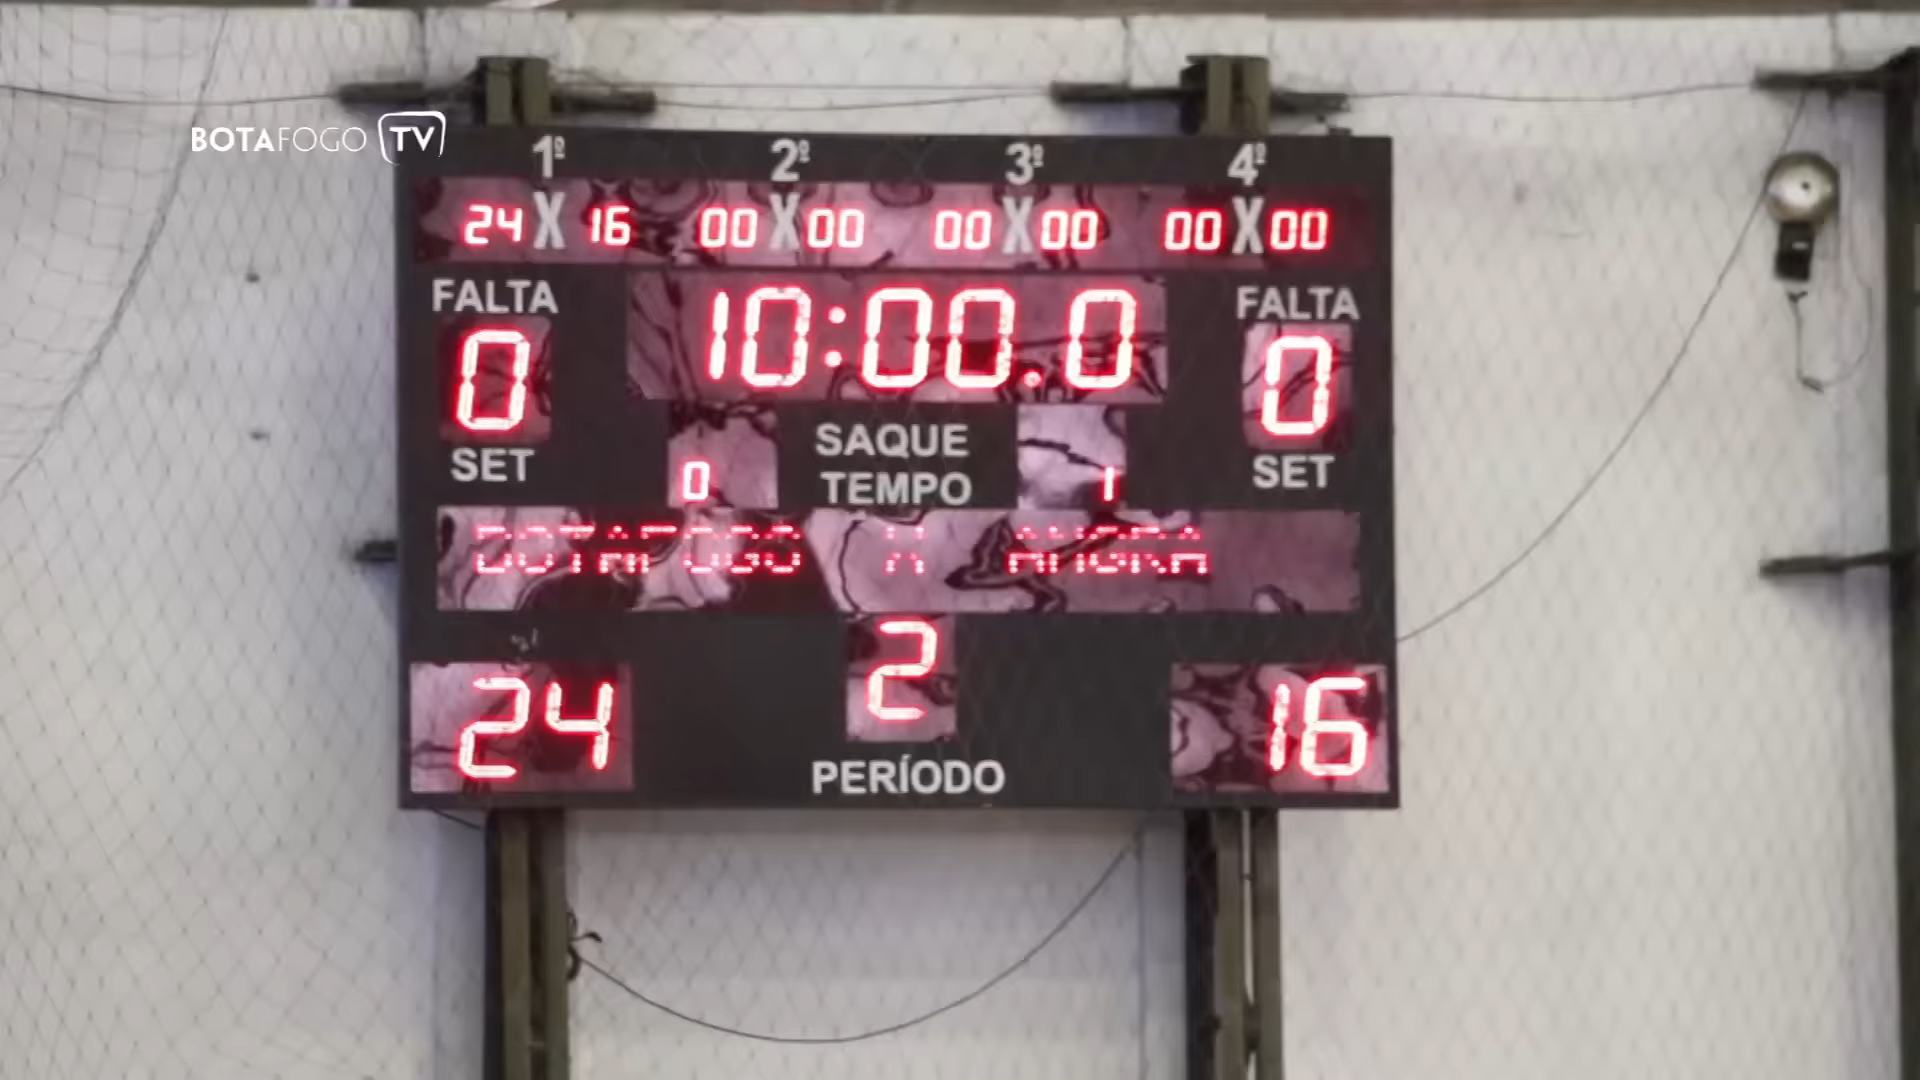 BOTAFOGO TV
1º 2º 3º 4º
24 X 16 00 X 00 00 X 00 00 X 00
FALTA 10:00.0 FALTA
0 0
SET SAQUE SET
0 TEMPO 1
BOTAFOGO X ANGRA
24 2 16
PERÍODO